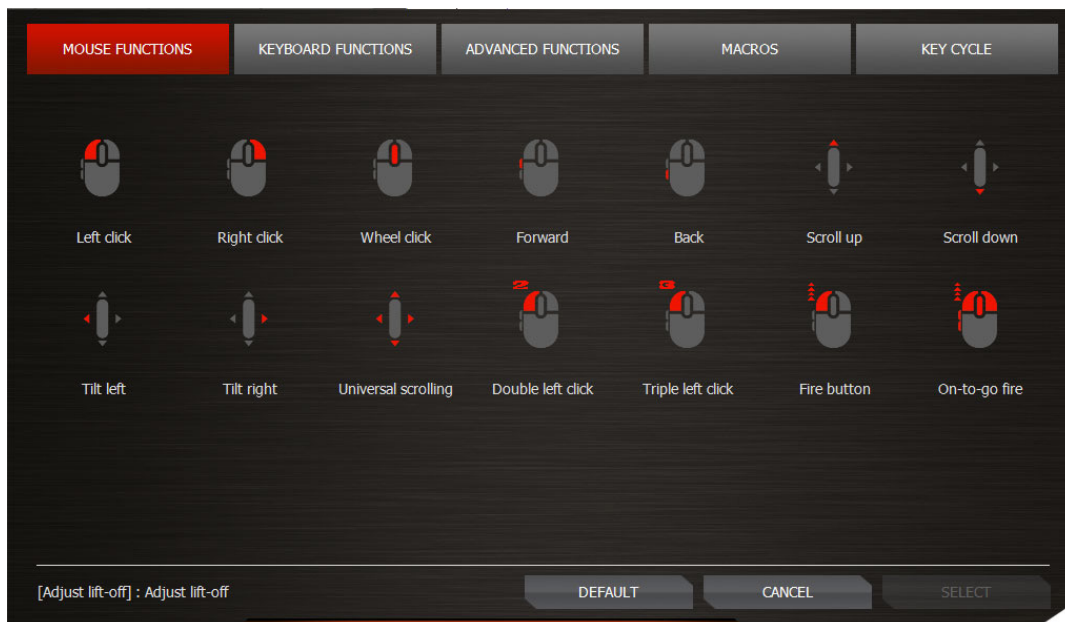 MOUSE FUNCTIONS KEYBOARD FUNCTIONS ADVANCED FUNCTIONS MACROS KEY CYCLE
Left click Right click Wheel click Forward Back Scroll up Scroll down
2 3
Tilt left Tilt right Universal scrolling Double left click Triple left click Fire button On-to-go fire
[Adjust lift-off] : Adjust lift-off DEFAULT CANCEL SELECT